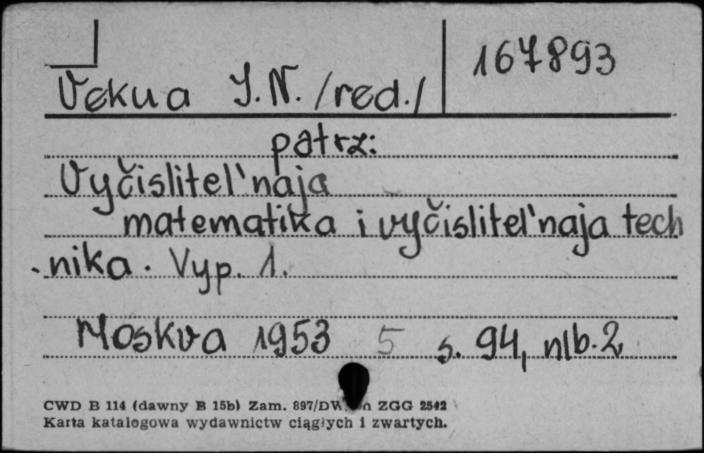 167893
Vekua J.N. /red./
patrz:
Vyčislitel'naja
matematika i vyčislitel'naja tech
nika. Vyp. 1.
Moskva 1953 5 s. 94, nlb. 2
CWD B 114 (dawny B 15b) Zam. 897/DW ZGG 2542
Karta katalogowa wydawnictw ciągłych i zwartych.